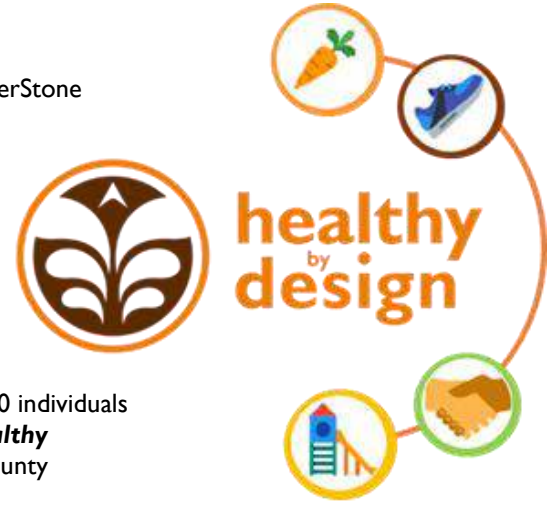 erStone
healthy
by
design
0 individuals
lthy
unty